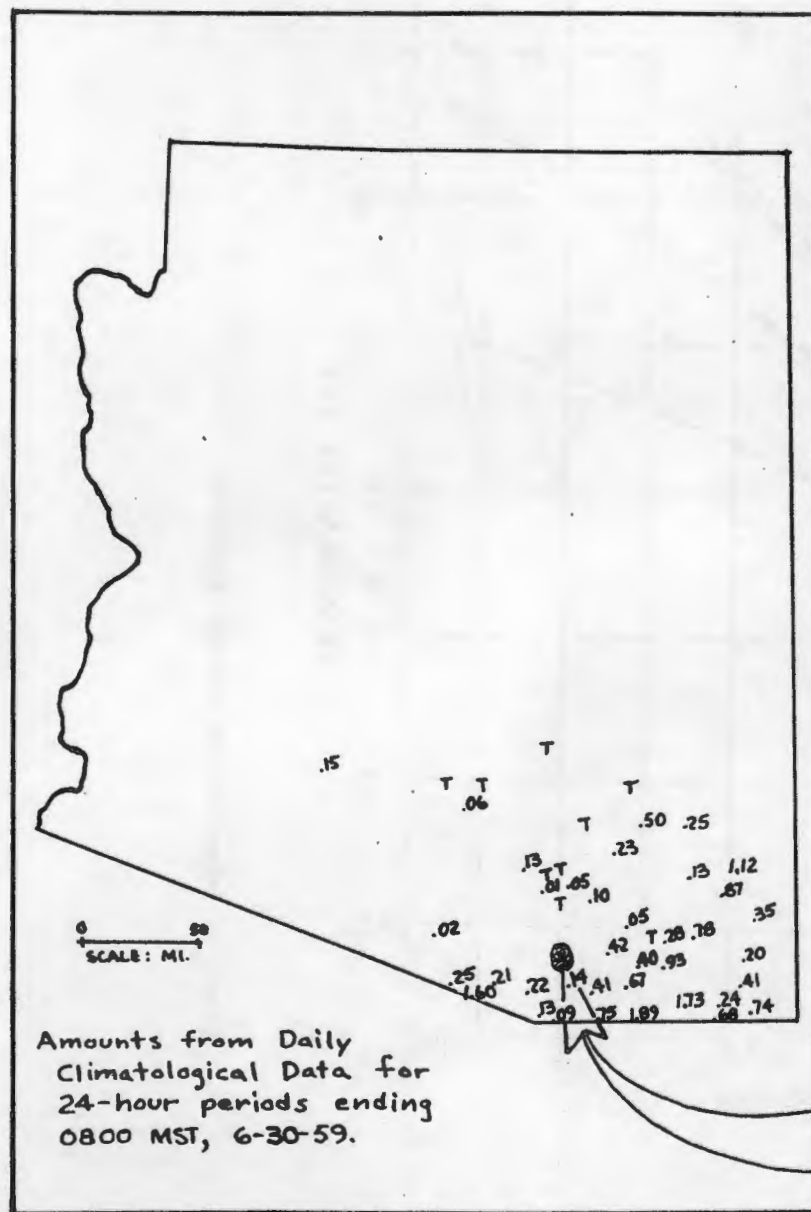 T
.15
T T
T
.06
T
.50 .25
.23
.13
T
T
.13 1.12
.01 .05
.87
.10
T
.35
.05
.02
T .28 .78
.42
.40 .93
.20
.25 .21
.14
.67
.41
1.60
.22
.41
1.73 .24
.13 .09 .75 1.89
.68 .74
0 50
SCALE: MI.
Amounts from Daily
Climatological Data for
24-hour periods ending
0800 MST, 6-30-59.